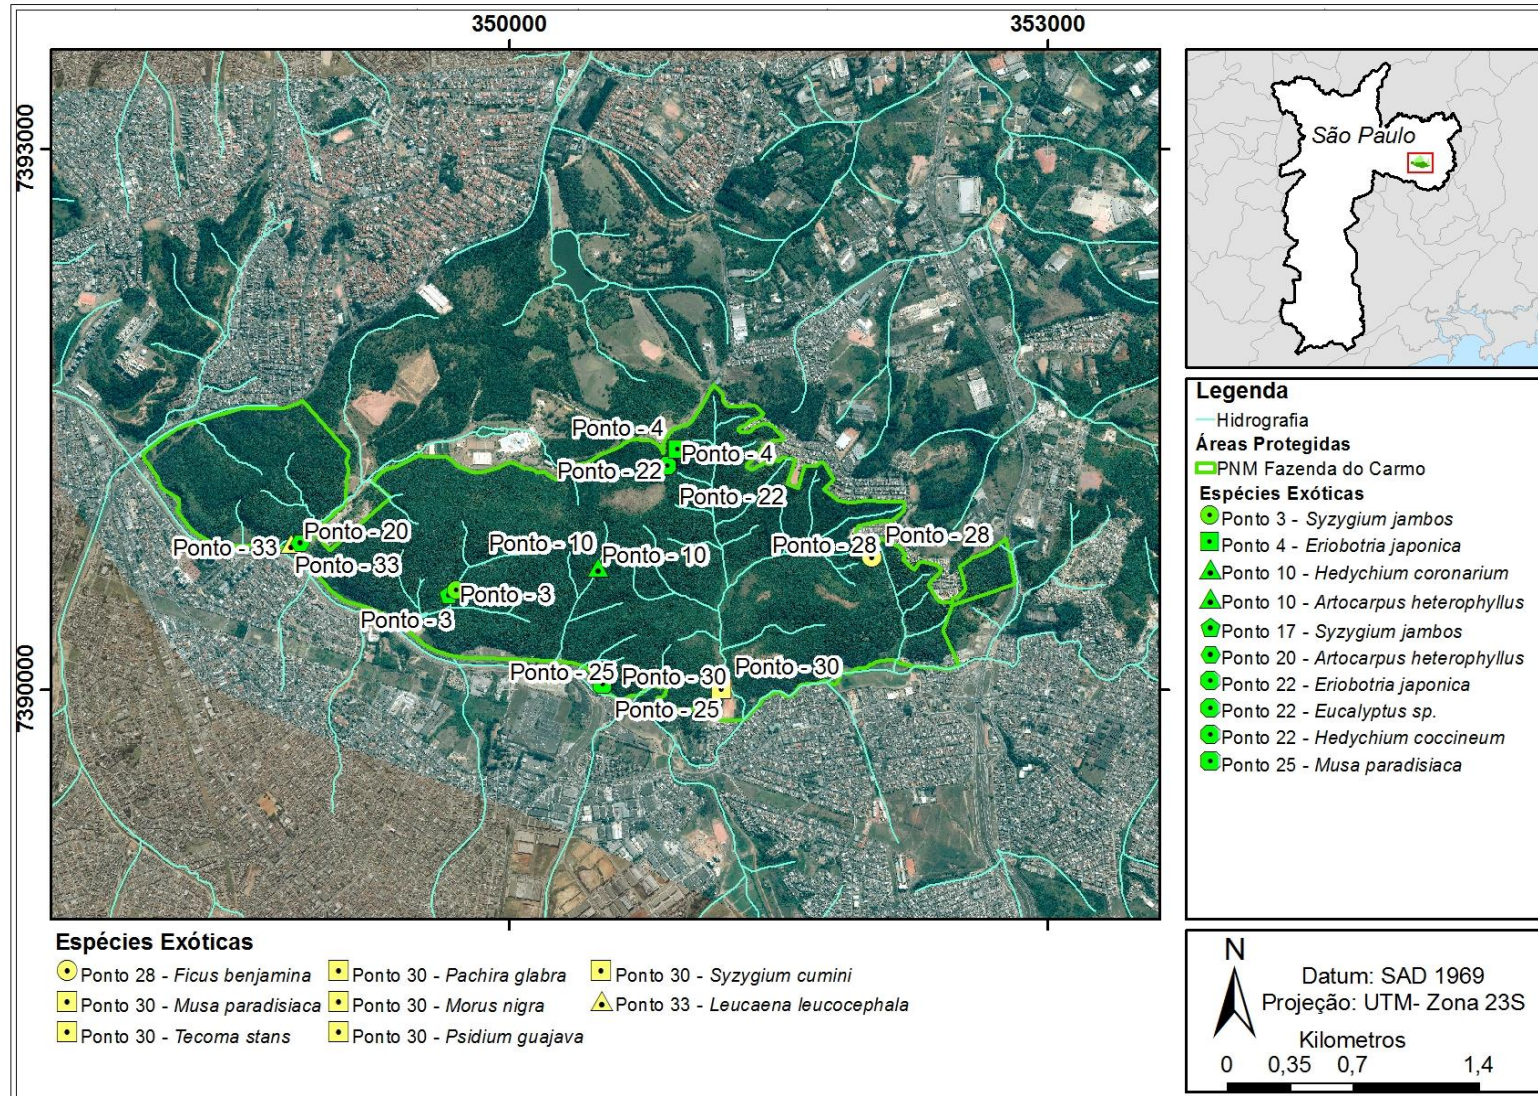 350000
353000
7393000
7390000
Ponto - 4
Ponto - 4
Ponto - 22
Ponto - 22
Ponto - 20
Ponto - 33
Ponto - 33
Ponto - 10
Ponto - 10
Ponto - 28
Ponto - 28
Ponto - 3
Ponto - 3
Ponto - 25
Ponto - 30
Ponto - 30
Ponto - 25
São Paulo
Legenda
Hidrografia
Áreas Protegidas
PNM Fazenda do Carmo
Espécies Exóticas
Ponto 3 - Syzygium jambos
Ponto 4 - Eriobotria japonica
Ponto 10 - Hedychium coronarium
Ponto 10 - Artocarpus heterophyllus
Ponto 17 - Syzygium jambos
Ponto 20 - Artocarpus heterophyllus
Ponto 22 - Eriobotria japonica
Ponto 22 - Eucalyptus sp.
Ponto 22 - Hedychium coccineum
Ponto 25 - Musa paradisiaca
Espécies Exóticas
Ponto 28 - Ficus benjamina
Ponto 30 - Musa paradisiaca
Ponto 30 - Tecoma stans
Ponto 30 - Pachira glabra
Ponto 30 - Morus nigra
Ponto 30 - Psidium guajava
Ponto 30 - Syzygium cumini
Ponto 33 - Leucaena leucocephala
N
Datum: SAD 1969
Projeção: UTM- Zona 23S
Kilometros
0 0,35 0,7 1,4